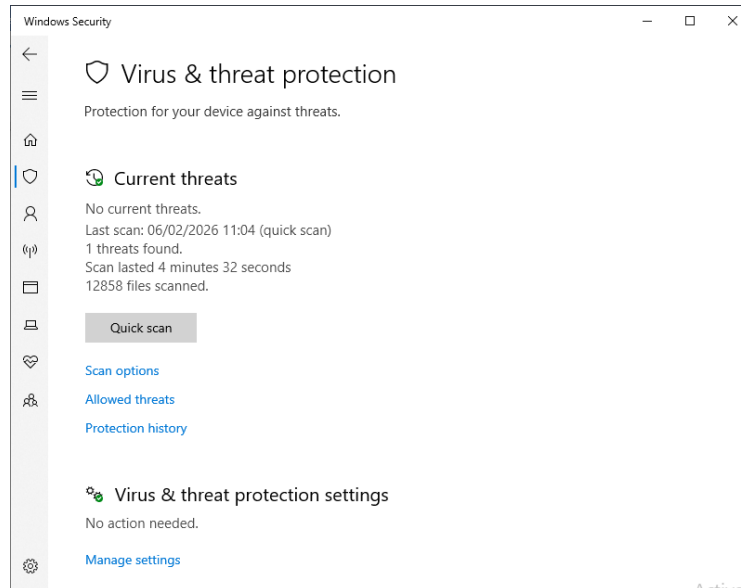 Windows Security
Virus & threat protection
Protection for your device against threats.
Current threats
No current threats.
Last scan: 06/02/2026 11:04 (quick scan)
1 threats found.
Scan lasted 4 minutes 32 seconds
12858 files scanned.
Quick scan
Scan options
Allowed threats
Protection history
Virus & threat protection settings
No action needed.
Manage settings